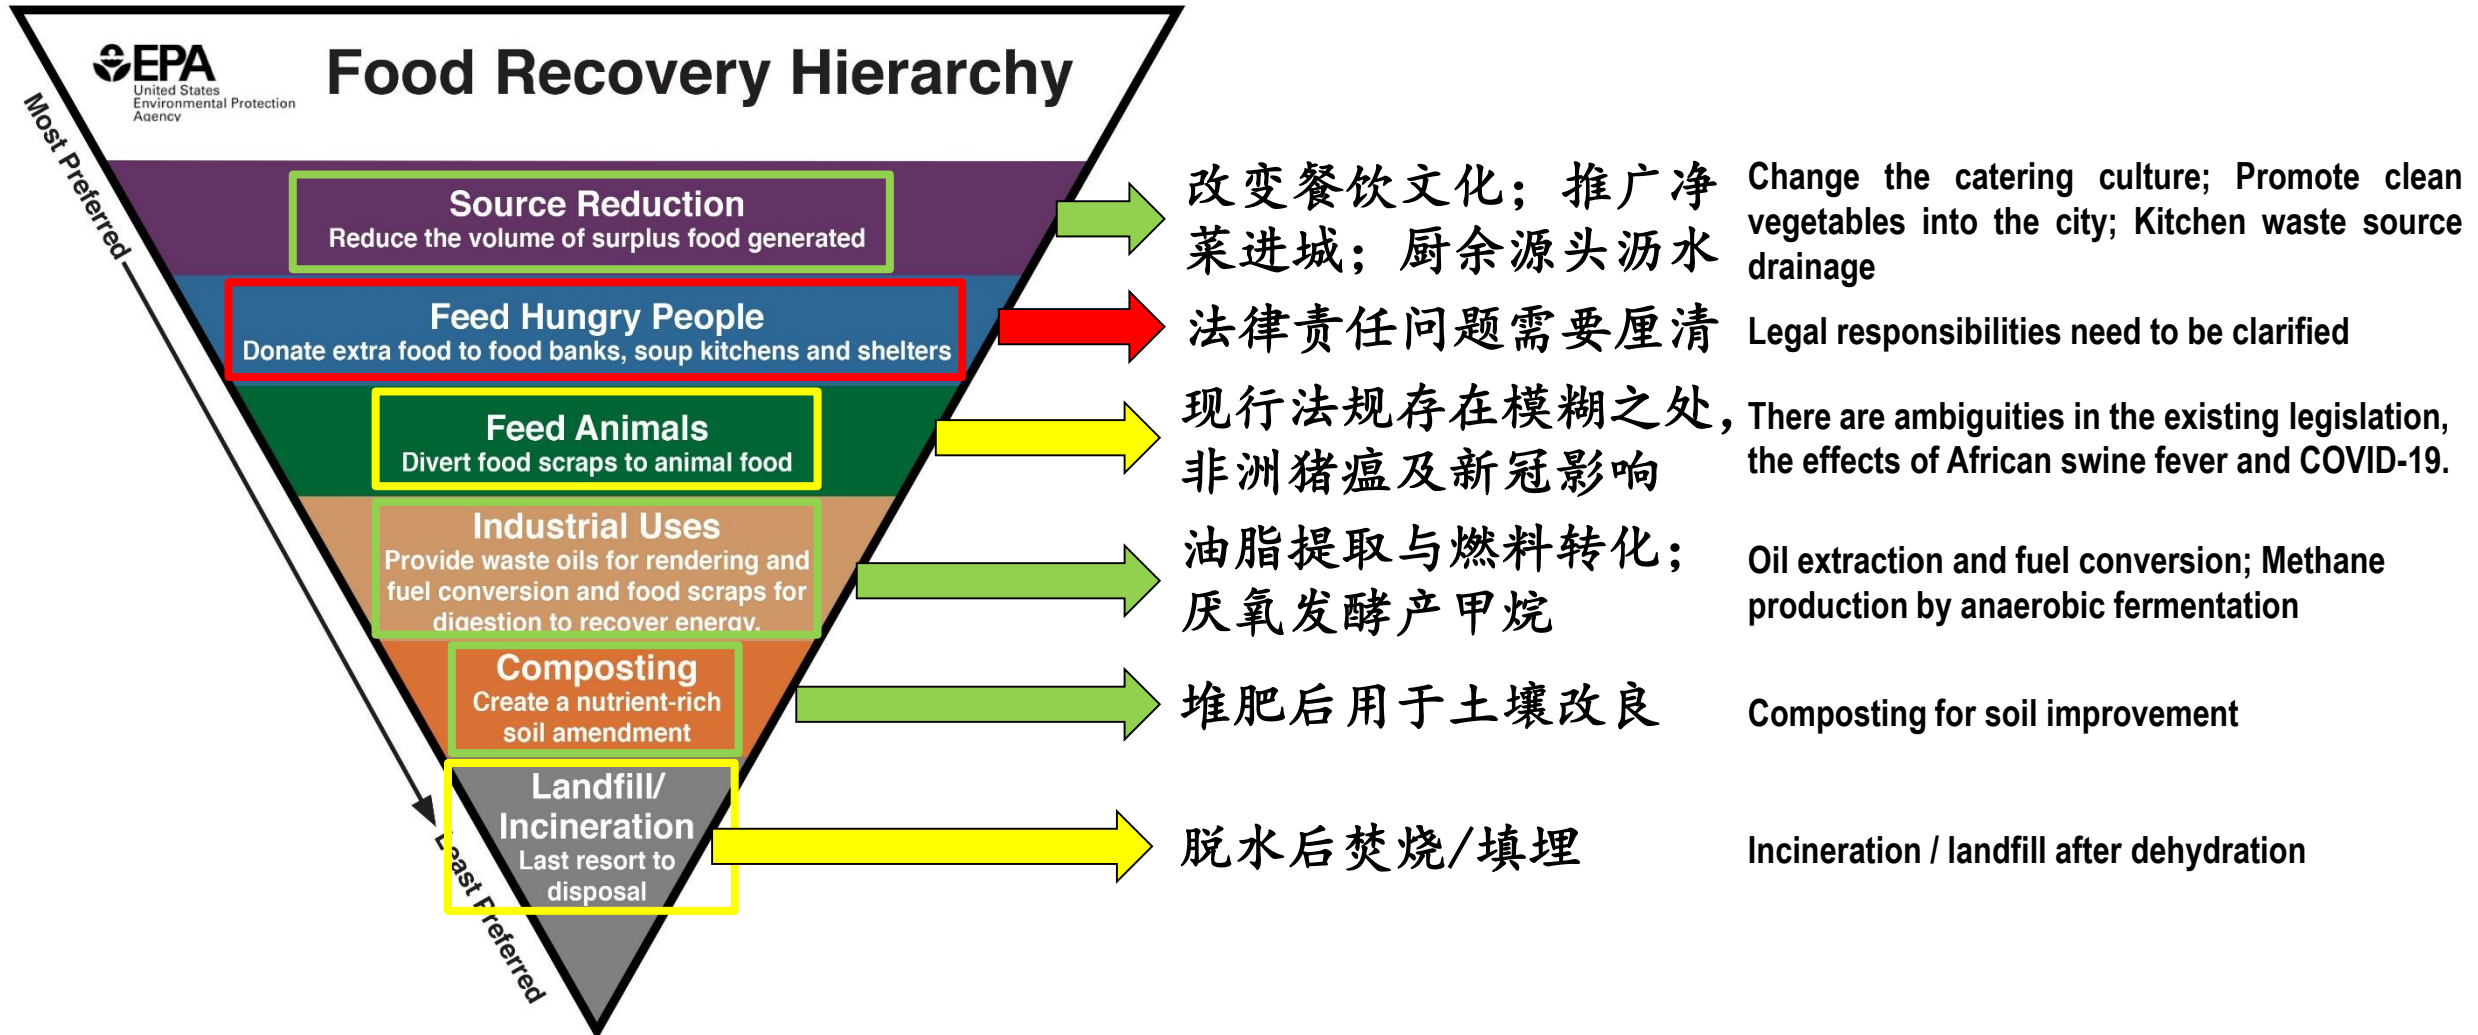 EPA
United States
Environmental Protection
Agency
Food Recovery Hierarchy
Most Preferred
Source Reduction
Reduce the volume of surplus food generated
改变餐饮文化；推广净
菜进城；厨余源头沥水
Change the catering culture; Promote clean
vegetables into the city; Kitchen waste source
drainage
Feed Hungry People
Donate extra food to food banks, soup kitchens and shelters
法律责任问题需要厘清
Legal responsibilities need to be clarified
Feed Animals
Divert food scraps to animal food
现行法规存在模糊之处，
非洲猪瘟及新冠影响
There are ambiguities in the existing legislation,
the effects of African swine fever and COVID-19.
Industrial Uses
Provide waste oils for rendering and
fuel conversion and food scraps for
digestion to recover energy.
油脂提取与燃料转化；
厌氧发酵产甲烷
Oil extraction and fuel conversion; Methane
production by anaerobic fermentation
Composting
Create a nutrient-rich
soil amendment
堆肥后用于土壤改良
Composting for soil improvement
Landfill/
Incineration
Last resort to
disposal
脱水后焚烧/填埋
Incineration / landfill after dehydration
Least Preferred